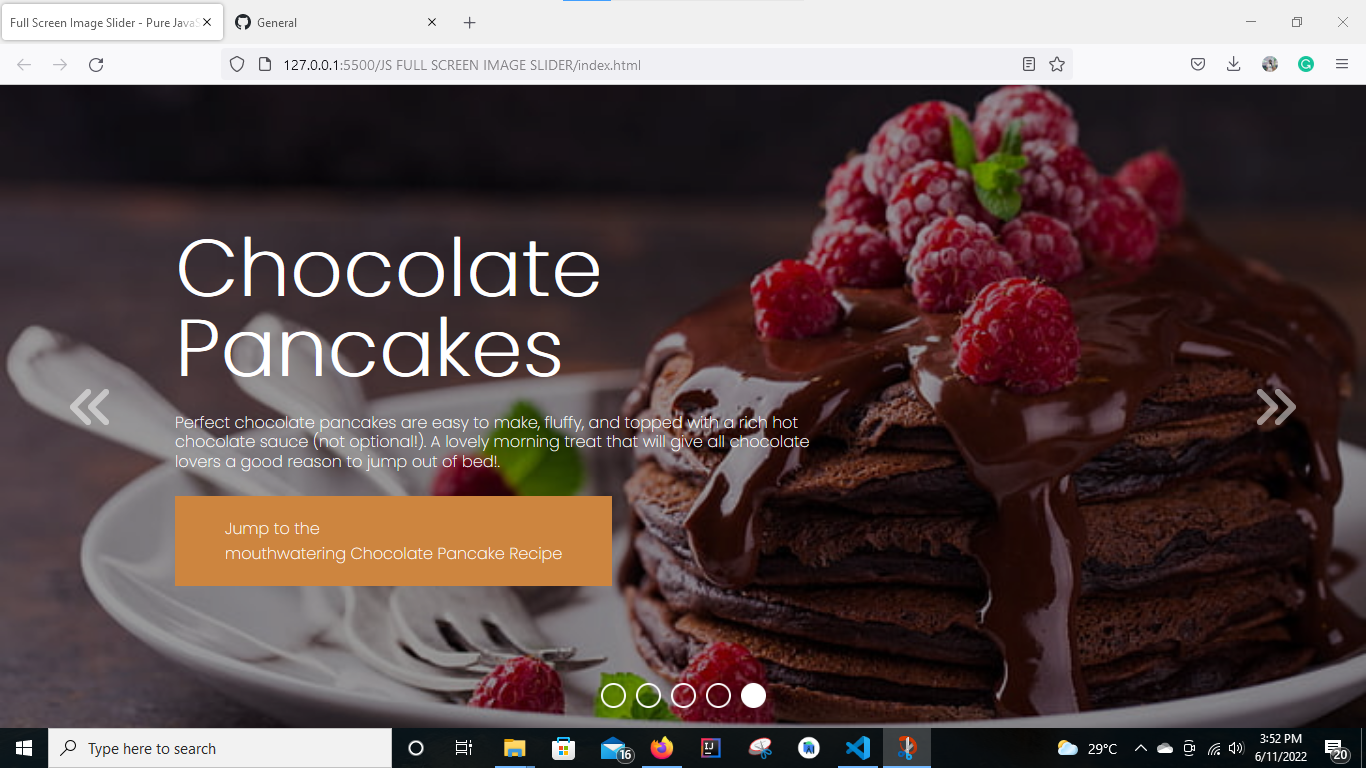 Full Screen Image Slider - Pure JavaS
General
127.0.0.1:5500/JS FULL SCREEN IMAGE SLIDER/index.html
Chocolate
Pancakes
Perfect chocolate pancakes are easy to make, fluffy, and topped with a rich hot
chocolate sauce (not optional!). A lovely morning treat that will give all chocolate
lovers a good reason to jump out of bed!.
Jump to the
mouthwatering Chocolate Pancake Recipe
Type here to search
16
IJ
29°C
3:52 PM
6/11/2022
20